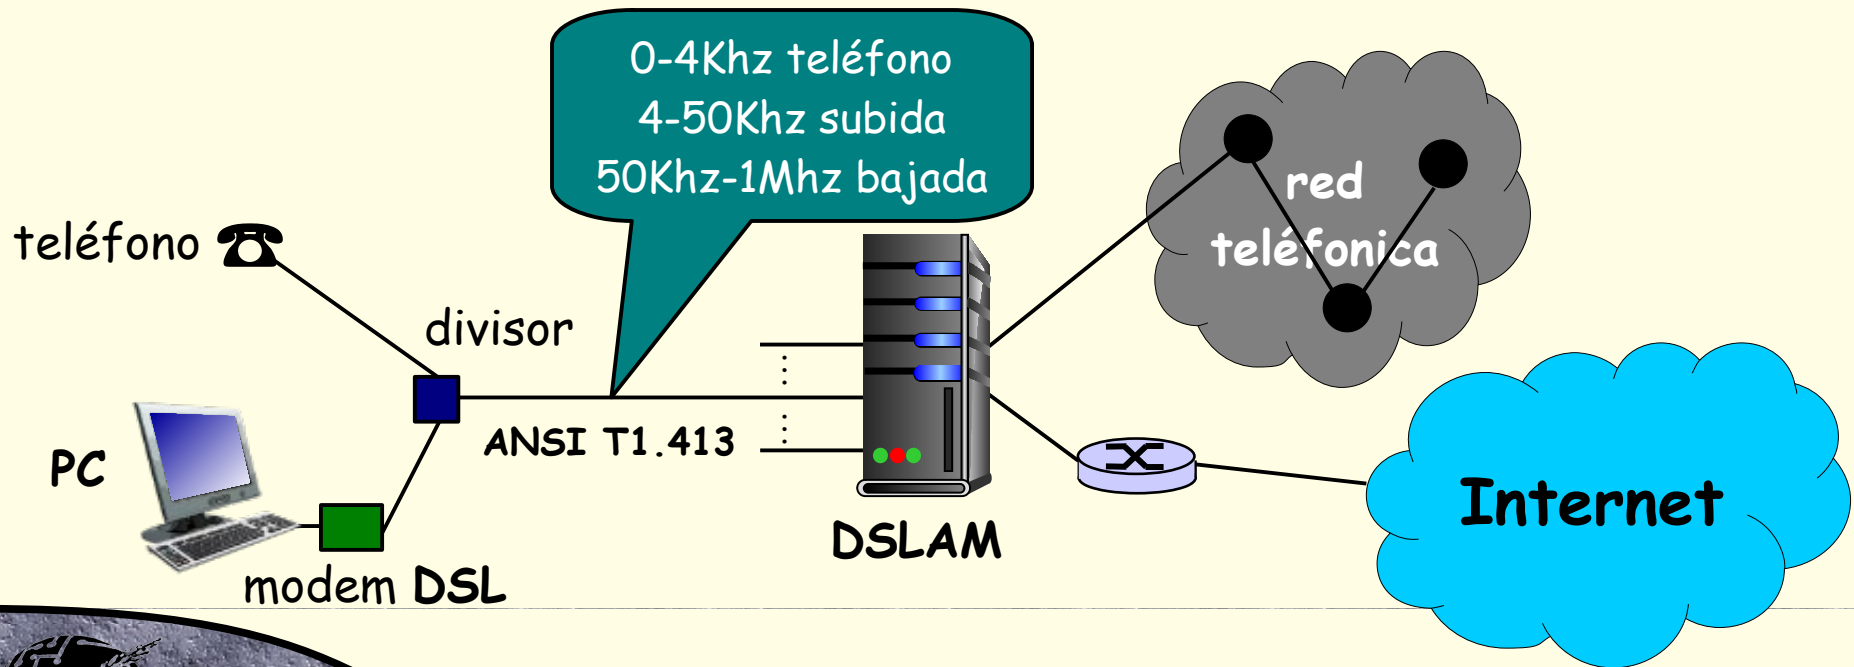 0-4Khz teléfono
4-50Khz subida
50Khz-1Mhz bajada
red
teléfonica
teléfono
divisor
ANSI T1.413
PC
Internet
DSLAM
modem DSL